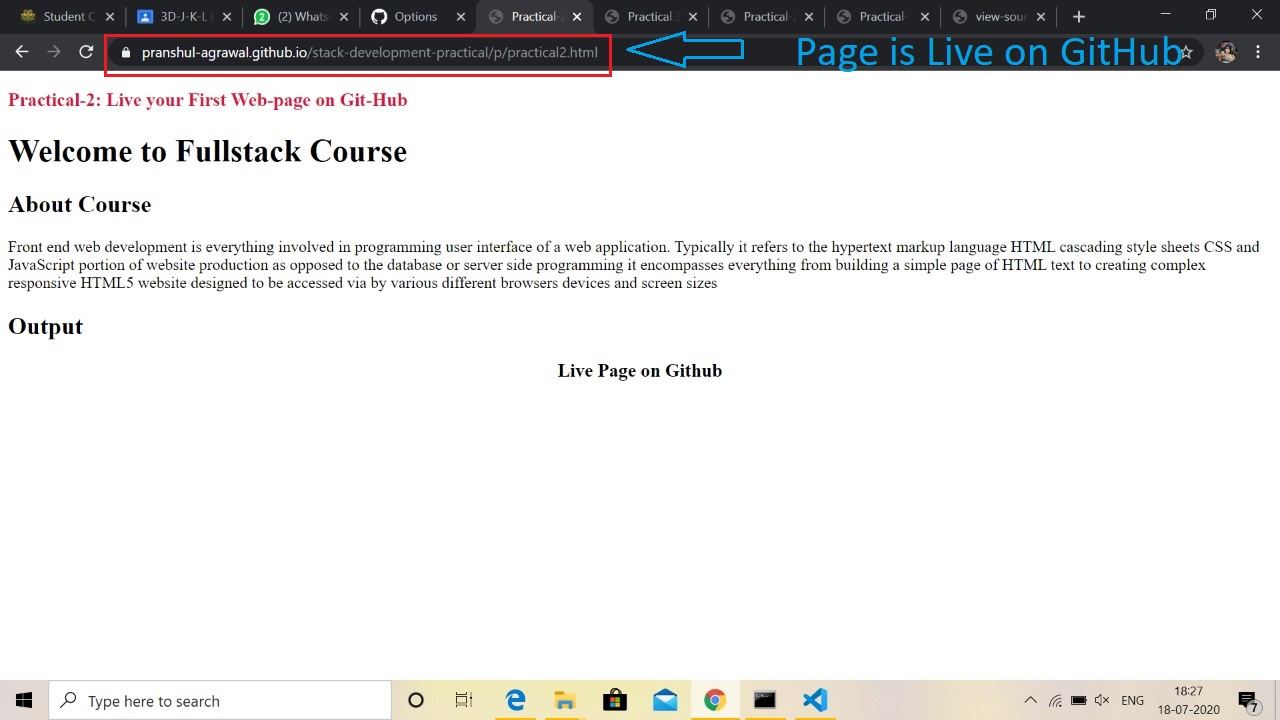 Student C
3D-J-K-L
(2) Whats
Options
Practical-2
Practical 3
Practical-
Practical-
view-sour
pranshul-agrawal.github.io/stack-development-practical/p/practical2.html
Page is Live on GitHub
Practical-2: Live your First Web-page on Git-Hub
Welcome to Fullstack Course
About Course
Front end web development is everything involved in programming user interface of a web application. Typically it refers to the hypertext markup language HTML cascading style sheets CSS and
JavaScript portion of website production as opposed to the database or server side programming it encompasses everything from building a simple page of HTML text to creating complex
responsive HTML5 website designed to be accessed via by various different browsers devices and screen sizes
Output
Live Page on Github
Type here to search
ENG
18:27
18-07-2020
7